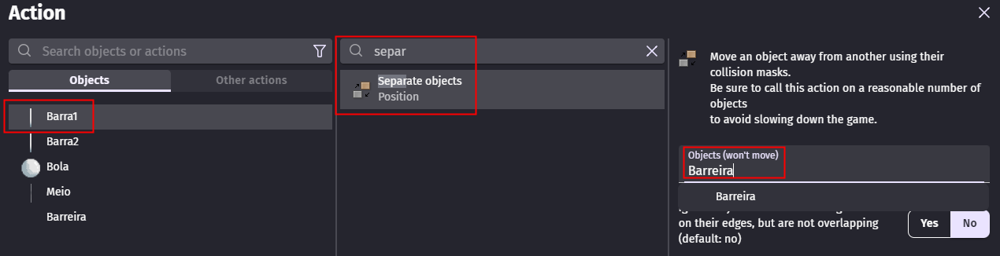 Action
Search objects or actions
separ
Objects
Other actions
Barra1
Barra2
Bola
Meio
Barreira
Separate objects
Position
Move an object away from another using their
collision masks.
Be sure to call this action on a reasonable number of
objects
to avoid slowing down the game.
Objects (won't move)
Barreira
Barreira
on their edges, but are not overlapping
(default: no)
Yes
No